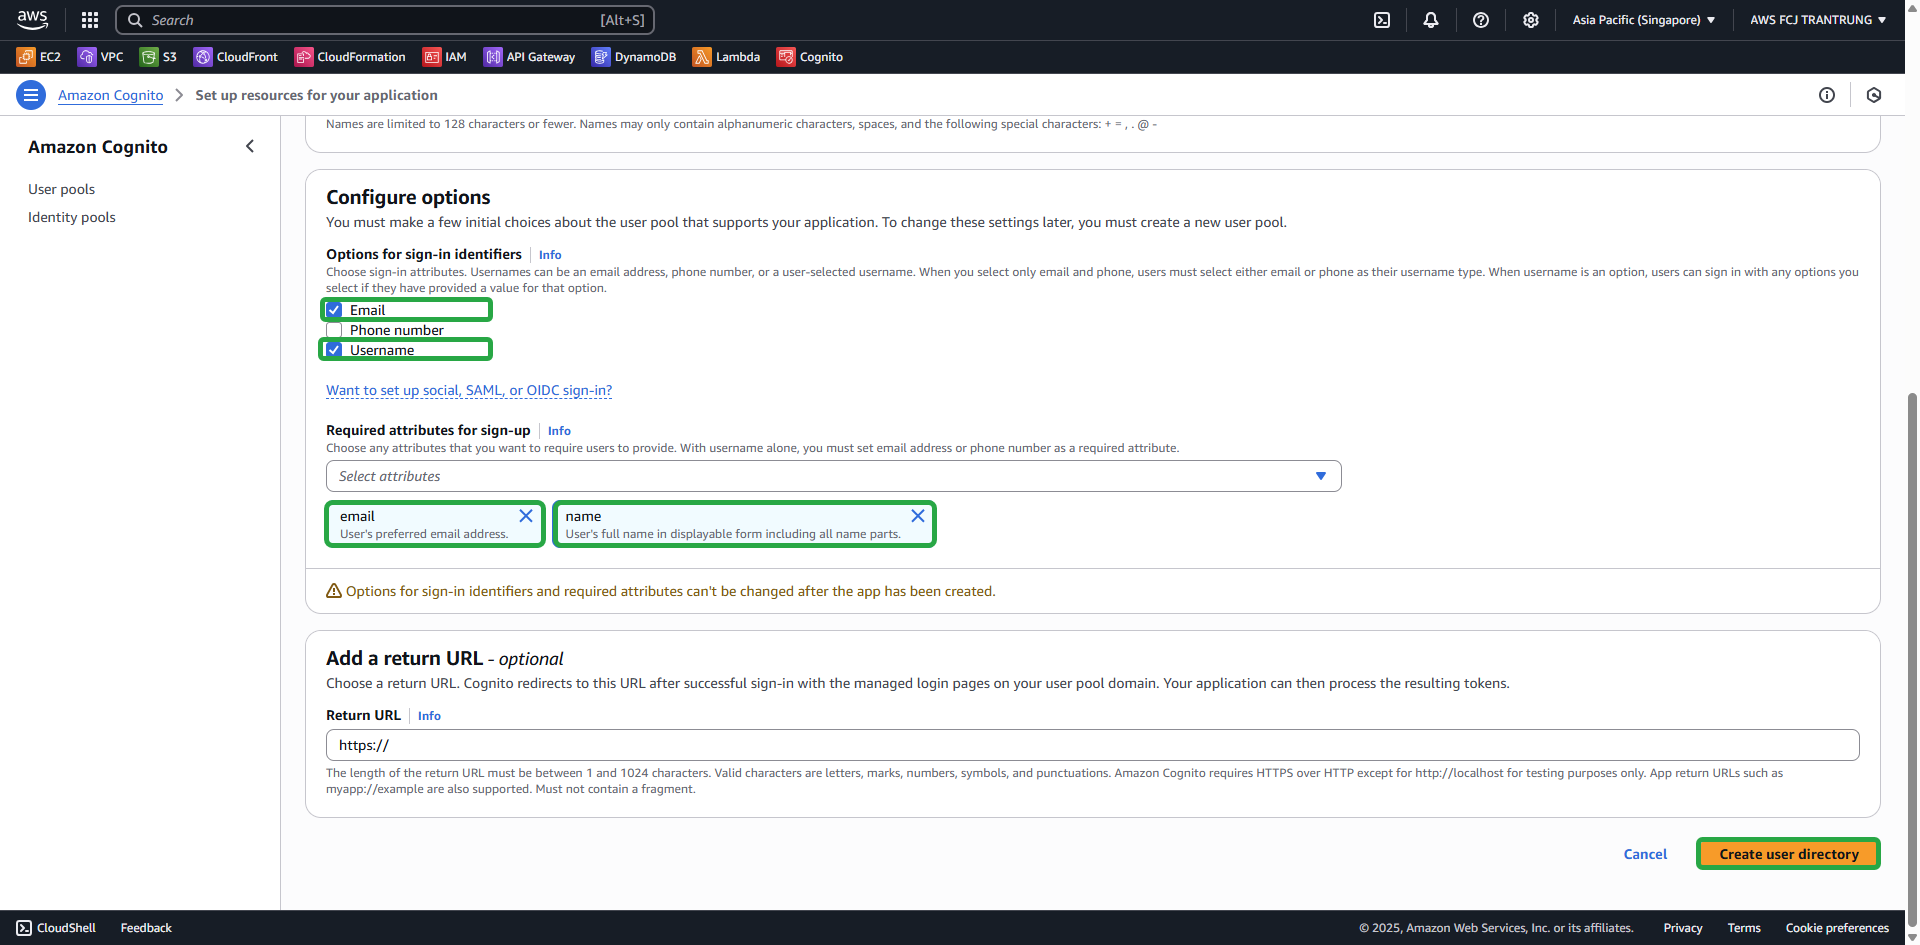 aws
Search [Alt+S]
Asia Pacific (Singapore)
AWS FCJ TRANTRUNG
EC2 VPC S3 CloudFront CloudFormation IAM API Gateway DynamoDB Lambda Cognito
Amazon Cognito > Set up resources for your application
Amazon Cognito
User pools
Identity pools
Names are limited to 128 characters or fewer. Names may only contain alphanumeric characters, spaces, and the following special characters: + = , . @ -
Configure options
You must make a few initial choices about the user pool that supports your application. To change these settings later, you must create a new user pool.
Options for sign-in identifiers Info
Choose sign-in attributes. Usernames can be an email address, phone number, or a user-selected username. When you select only email and phone, users must select either email or phone as their username type. When username is an option, users can sign in with any options you
select if they have provided a value for that option.
Email
Phone number
Username
Want to set up social, SAML, or OIDC sign-in?
Required attributes for sign-up Info
Choose any attributes that you want to require users to provide. With username alone, you must set email address or phone number as a required attribute.
Select attributes
email
User's preferred email address.
name
User's full name in displayable form including all name parts.
Options for sign-in identifiers and required attributes can't be changed after the app has been created.
Add a return URL - optional
Choose a return URL. Cognito redirects to this URL after successful sign-in with the managed login pages on your user pool domain. Your application can then process the resulting tokens.
Return URL Info
https://
The length of the return URL must be between 1 and 1024 characters. Valid characters are letters, marks, numbers, symbols, and punctuations. Amazon Cognito requires HTTPS over HTTP except for http://localhost for testing purposes only. App return URLs such as
myapp://example are also supported. Must not contain a fragment.
Cancel
Create user directory
CloudShell Feedback
© 2025, Amazon Web Services, Inc. or its affiliates. Privacy Terms Cookie preferences